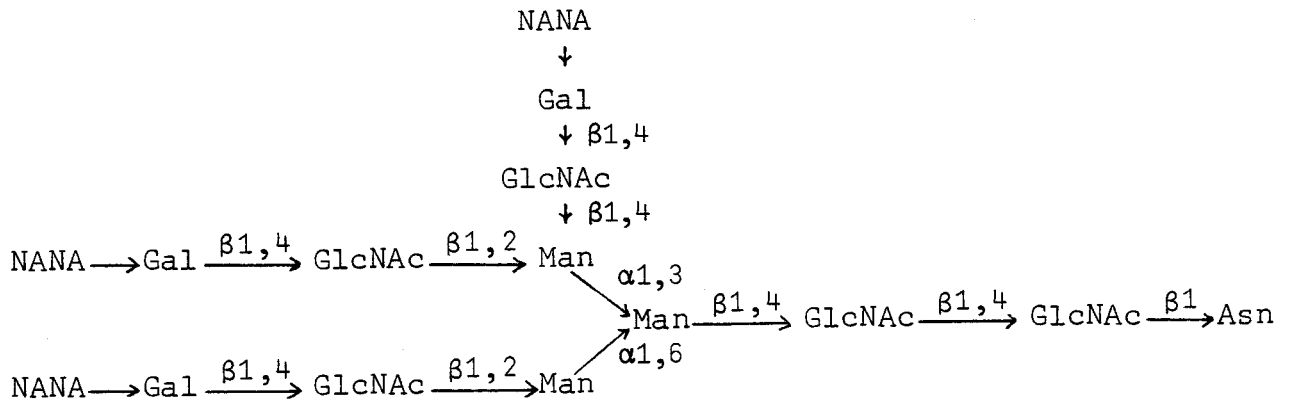 NANA
↓
Gal
↓ β1,4
GlcNAc
↓ β1,4
NANA → Gal β1,4 → GlcNAc β1,2 → Man
α1,3
Man β1,4 → GlcNAc β1,4 → GlcNAc β1 → Asn
α1,6
NANA → Gal β1,4 → GlcNAc β1,2 → Man